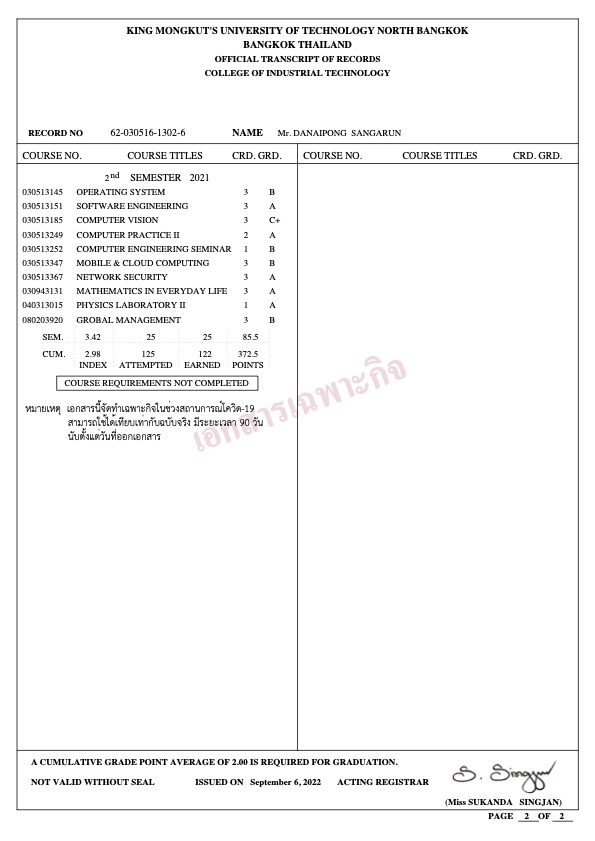 KING MONGKUT'S UNIVERSITY OF TECHNOLOGY NORTH BANGKOK
BANGKOK THAILAND
OFFICIAL TRANSCRIPT OF RECORDS
COLLEGE OF INDUSTRIAL TECHNOLOGY
RECORD NO 62-030516-1302-6 NAME Mr. DANAIPONG SANGARUN
COURSE NO. COURSE TITLES CRD. GRD. COURSE NO. COURSE TITLES CRD. GRD.
2nd SEMESTER 2021
030513145 OPERATING SYSTEM 3 B
030513151 SOFTWARE ENGINEERING 3 A
030513185 COMPUTER VISION 3 C+
030513249 COMPUTER PRACTICE II 2 A
030513252 COMPUTER ENGINEERING SEMINAR 1 B
030513347 MOBILE & CLOUD COMPUTING 3 B
030513367 NETWORK SECURITY 3 A
030943131 MATHEMATICS IN EVERYDAY LIFE 3 A
040313015 PHYSICS LABORATORY II 1 A
080203920 GROBAL MANAGEMENT 3 B
SEM. 3.42 25 25 85.5
CUM. 2.98 125 122 372.5
INDEX ATTEMPTED EARNED POINTS
COURSE REQUIREMENTS NOT COMPLETED
หมายเหตุ เอกสารนี้จัดทำเฉพาะกิจในช่วงสถานการณ์โควิด-19
สามารถใช้ได้เทียบเท่ากับฉบับจริง มีระยะเวลา 90 วัน
นับตั้งแต่วันที่ออกเอกสาร
เอกสารเฉพาะกิจ
A CUMULATIVE GRADE POINT AVERAGE OF 2.00 IS REQUIRED FOR GRADUATION.
NOT VALID WITHOUT SEAL ISSUED ON September 6, 2022 ACTING REGISTRAR S. Singjan
(Miss SUKANDA SINGJAN)
PAGE 2 OF 2